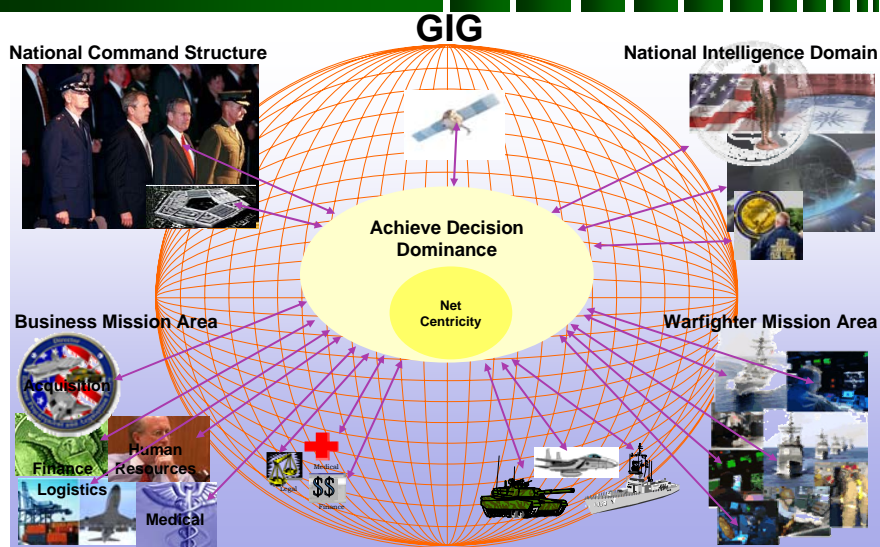 GIG
National Command Structure
National Intelligence Domain
Achieve Decision
Dominance
Net
Centricity
Business Mission Area
Warfighter Mission Area
Director
Acquisition
Human
Resources
Finance
Logistics
Medical
Legal
Medical
$$
Finance